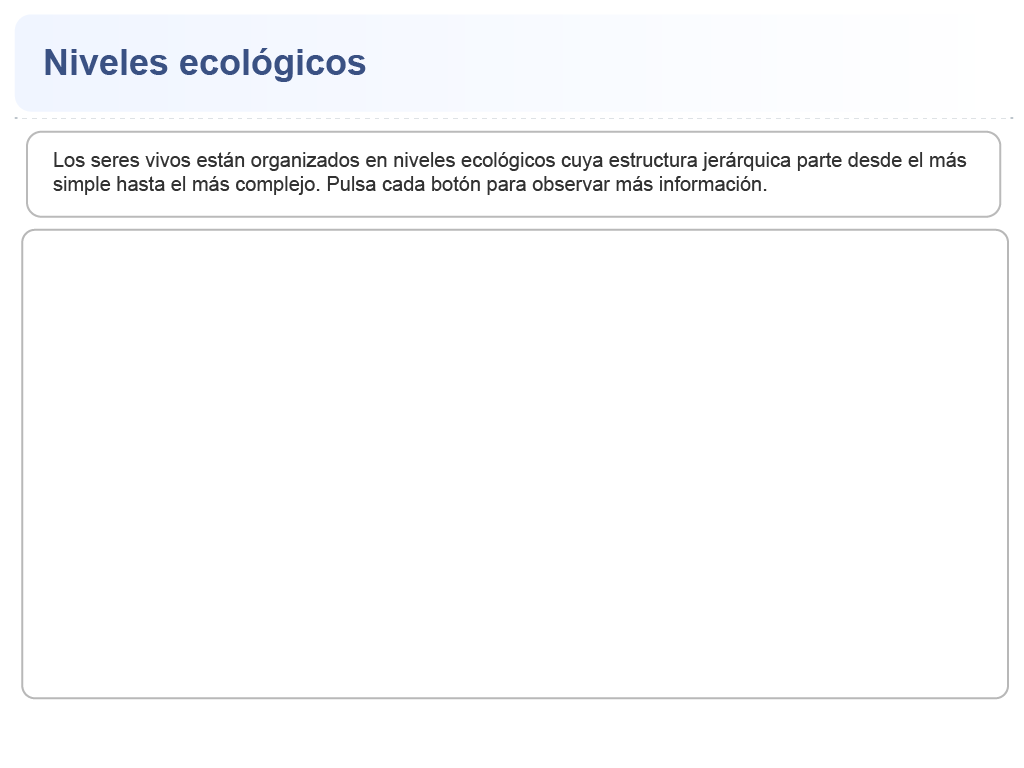 Niveles ecológicos
Los seres vivos están organizados en niveles ecológicos cuya estructura jerárquica parte desde el más
simple hasta el más complejo. Pulsa cada botón para observar más información.